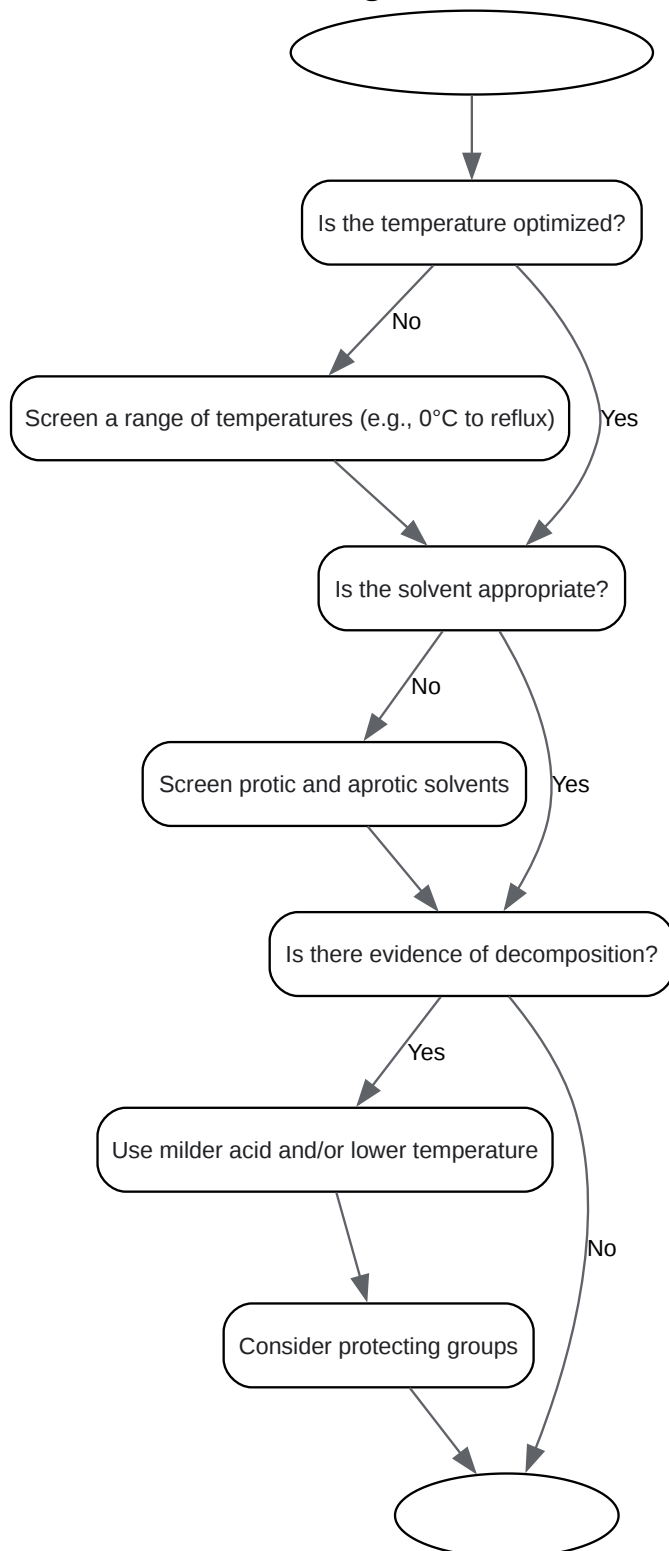 Is the temperature optimized?
No
Screen a range of temperatures (e.g., 0°C to reflux)
Yes
Is the solvent appropriate?
No
Screen protic and aprotic solvents
Yes
Is there evidence of decomposition?
Yes
Use milder acid and/or lower temperature
No
Consider protecting groups